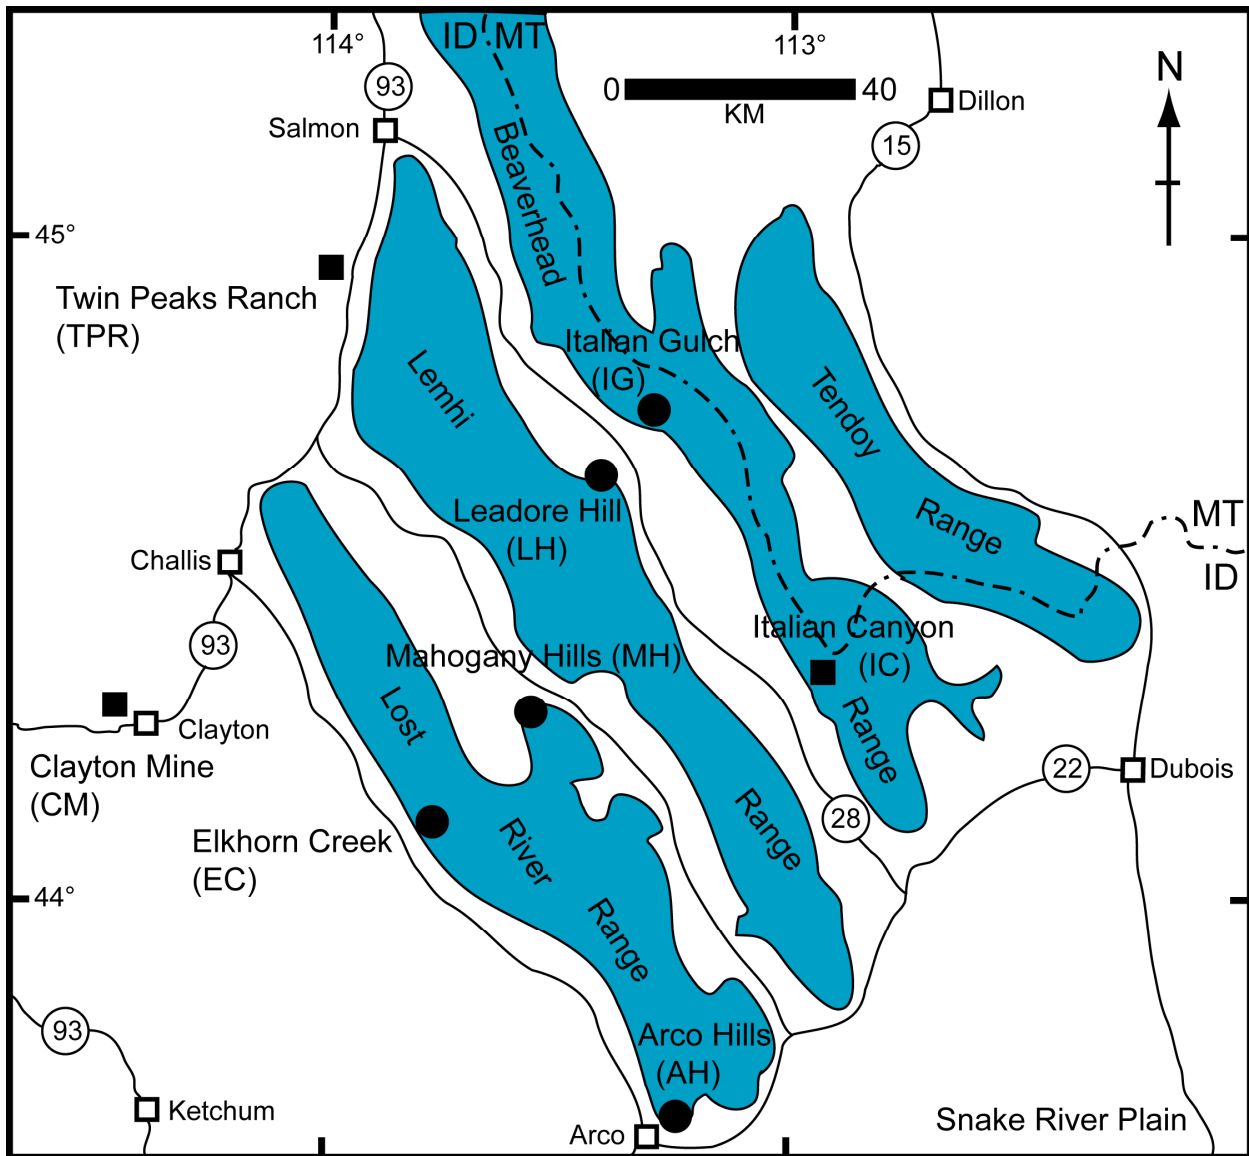 ID MT
114°
113°
N
93
0 40
KM
Dillon
Salmon
15
Beaverhead
45°
Twin Peaks Ranch
(TPR)
Italian Gulch
(IG)
Lemhi
Tendoy
Leadore Hill
(LH)
Range
MT
ID
Challis
Italian Canyon
(IC)
93
Mahogany Hills (MH)
Lost
Clayton
Range
Clayton Mine
(CM)
22
Dubois
28
Range
Elkhorn Creek
(EC)
River
44°
Range
93
Arco Hills
(AH)
Ketchum
Arco
Snake River Plain